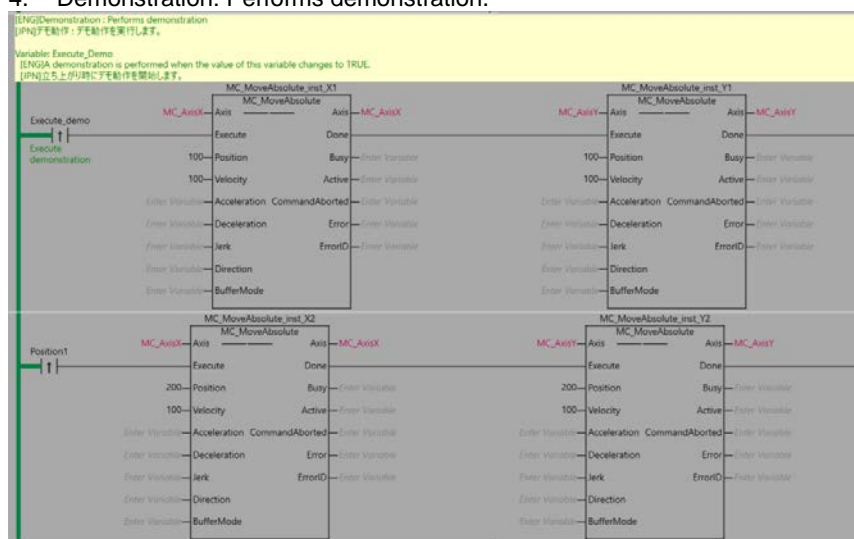 4. Demonstration: Performs demonstration.
[ENG]Demonstration : Performs demonstration
[JPN]デモ動作 : デモ動作を実行します。
Variable: Execute_Demo
[ENG]A demonstration is performed when the value of this variable changes to TRUE.
[JPN]立ち上がり時にデモ動作を開始します。
MC_MoveAbsolute_inst_X1 MC_MoveAbsolute_inst_Y1
MC_MoveAbsolute MC_MoveAbsolute
Execute_demo MC_AxisX Axis Axis MC_AxisX MC_AxisY Axis Axis MC_AxisY
Execute Done Execute Done
Execute
demonstration
100 Position Busy Enter Variable 100 Position Busy Enter Variable
100 Velocity Active Enter Variable 100 Velocity Active Enter Variable
Enter Variable Acceleration CommandAborted Enter Variable Enter Variable Acceleration CommandAborted Enter Variable
Enter Variable Deceleration Error Enter Variable Enter Variable Deceleration Error Enter Variable
Enter Variable Jerk ErrorID Enter Variable Enter Variable Jerk ErrorID Enter Variable
Enter Variable Direction Enter Variable Direction
Enter Variable BufferMode Enter Variable BufferMode
MC_MoveAbsolute_inst_X2 MC_MoveAbsolute_inst_Y2
MC_MoveAbsolute MC_MoveAbsolute
Position1 MC_AxisX Axis Axis MC_AxisX MC_AxisY Axis Axis MC_AxisY
Execute Done Execute Done
200 Position Busy Enter Variable 200 Position Busy Enter Variable
100 Velocity Active Enter Variable 100 Velocity Active Enter Variable
Enter Variable Acceleration CommandAborted Enter Variable Enter Variable Acceleration CommandAborted Enter Variable
Enter Variable Deceleration Error Enter Variable Enter Variable Deceleration Error Enter Variable
Enter Variable Jerk ErrorID Enter Variable Enter Variable Jerk ErrorID Enter Variable
Enter Variable Direction Enter Variable Direction
Enter Variable BufferMode Enter Variable BufferMode